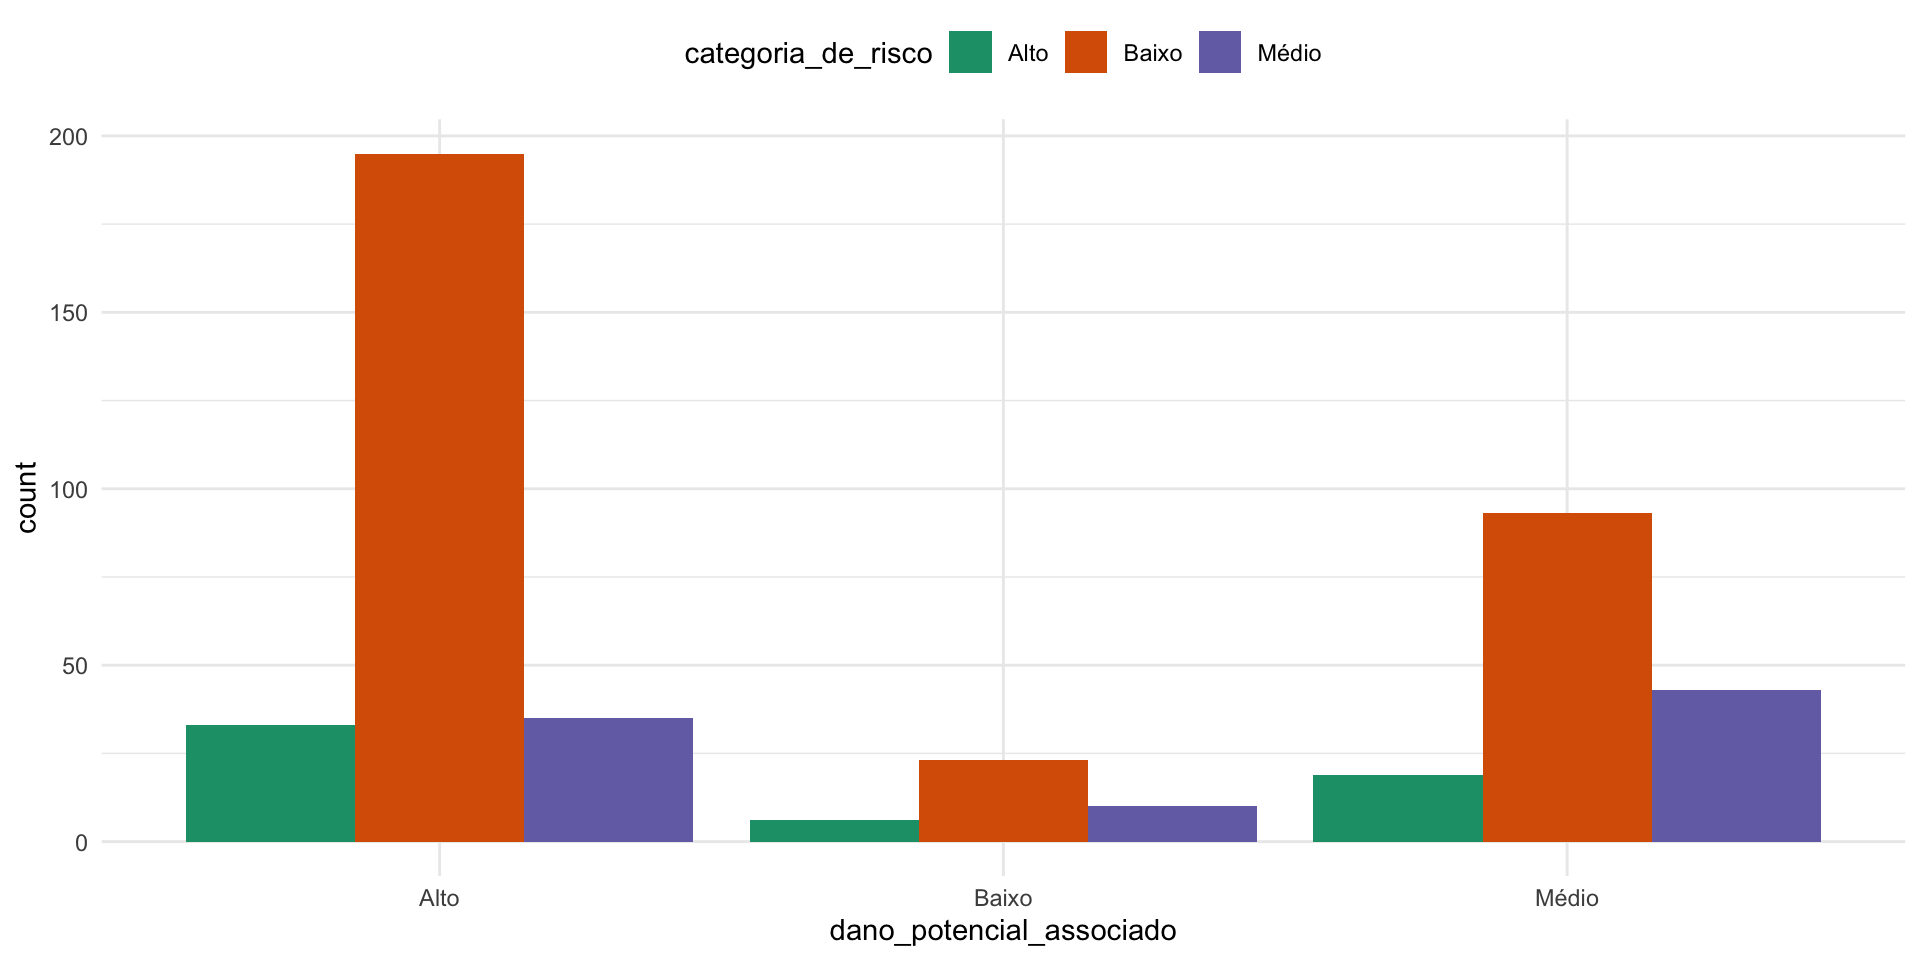 categoria_de_risco Alto Baixo Médio
200
150
100
50
0
count
Alto Baixo Médio
dano_potencial_associado